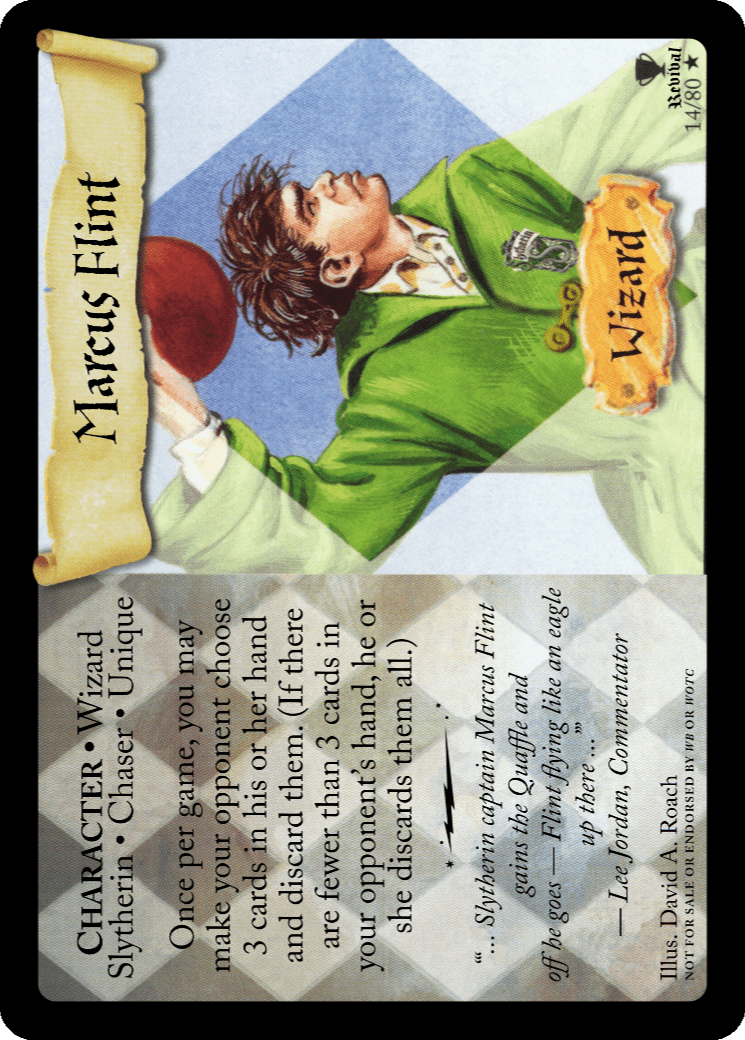 Marcus Flint
Wizard
Revival
14/80 ★
CHARACTER • Wizard
Slytherin • Chaser • Unique
Once per game, you may
make your opponent choose
3 cards in his or her hand
and discard them. (If there
are fewer than 3 cards in
your opponent's hand, he or
she discards them all.)
“‘... Slytherin captain Marcus Flint
gains the Quaffle and
off he goes — Flint flying like an eagle
up there ...’”
— Lee Jordan, Commentator
Illus. David A. Roach
NOT FOR SALE OR ENDORSED BY WB OR WOTC